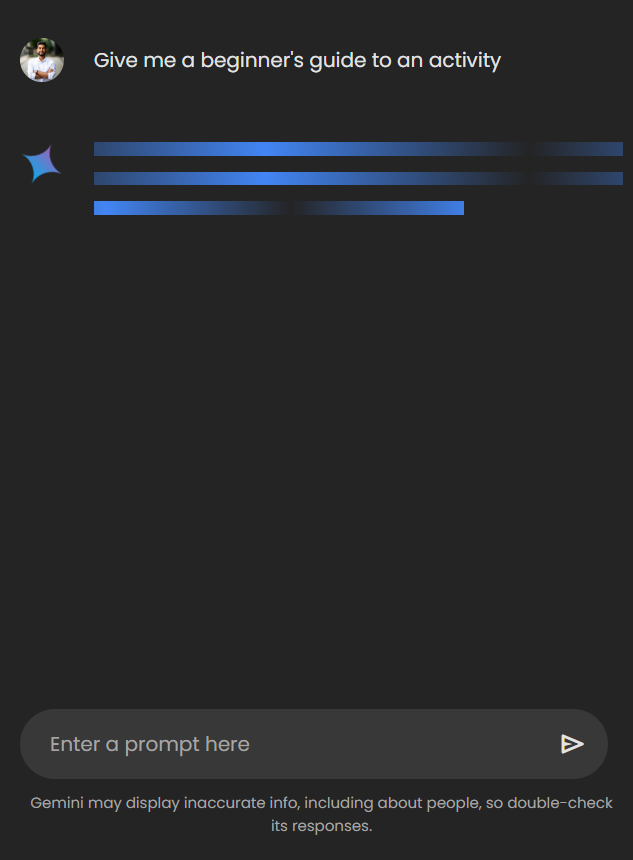 Give me a beginner's guide to an activity
Enter a prompt here
Gemini may display inaccurate info, including about people, so double-check
its responses.